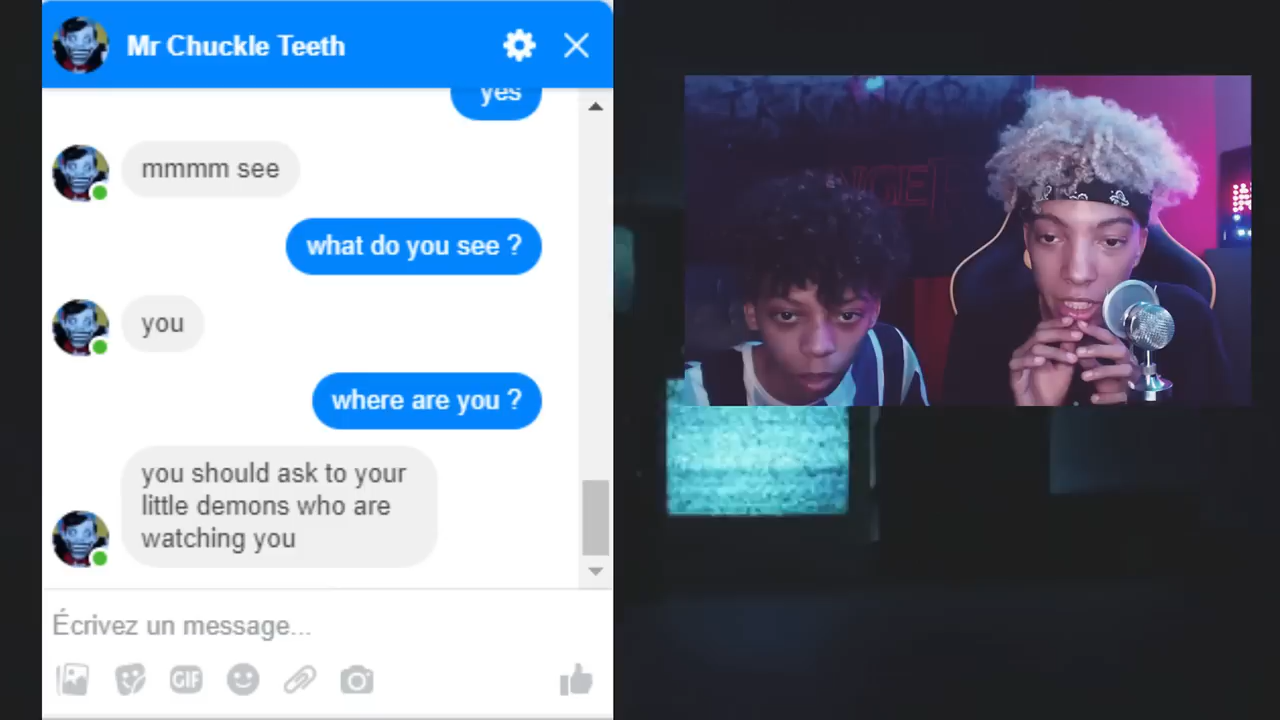 Mr Chuckle Teeth
yes
mmmm see
what do you see ?
you
where are you ?
you should ask to your
little demons who are
watching you
Écrivez un message...
GIF